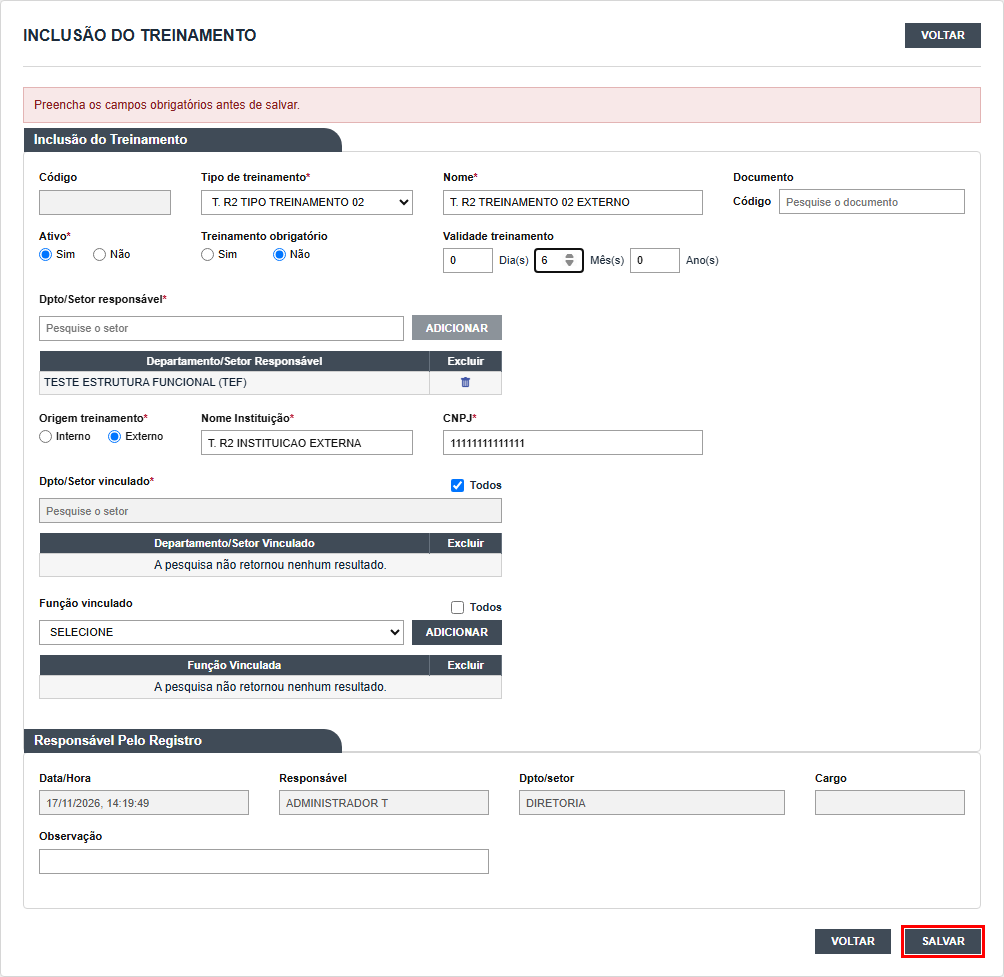 INCLUSÃO DO TREINAMENTO
VOLTAR
Preencha os campos obrigatórios antes de salvar.
Inclusão do Treinamento
Código Tipo de treinamento* Nome* Documento
T. R2 TIPO TREINAMENTO 02 T. R2 TREINAMENTO 02 EXTERNO Código Pesquise o documento
Ativo* Treinamento obrigatório Validade treinamento
Sim Não Sim Não 0 Dia(s) 6 Mês(s) 0 Ano(s)
Dpto/Setor responsável*
Pesquise o setor ADICIONAR
Departamento/Setor Responsável Excluir
TESTE ESTRUTURA FUNCIONAL (TEF)
Origem treinamento* Nome Instituição* CNPJ*
Interno Externo T. R2 INSTITUICAO EXTERNA 11111111111111
Dpto/Setor vinculado* Todos
Pesquise o setor
Departamento/Setor Vinculado Excluir
A pesquisa não retornou nenhum resultado.
Função vinculado Todos
SELECIONE ADICIONAR
Função Vinculada Excluir
A pesquisa não retornou nenhum resultado.
Responsável Pelo Registro
Data/Hora Responsável Dpto/setor Cargo
17/11/2026, 14:19:49 ADMINISTRADOR T DIRETORIA
Observação
VOLTAR SALVAR